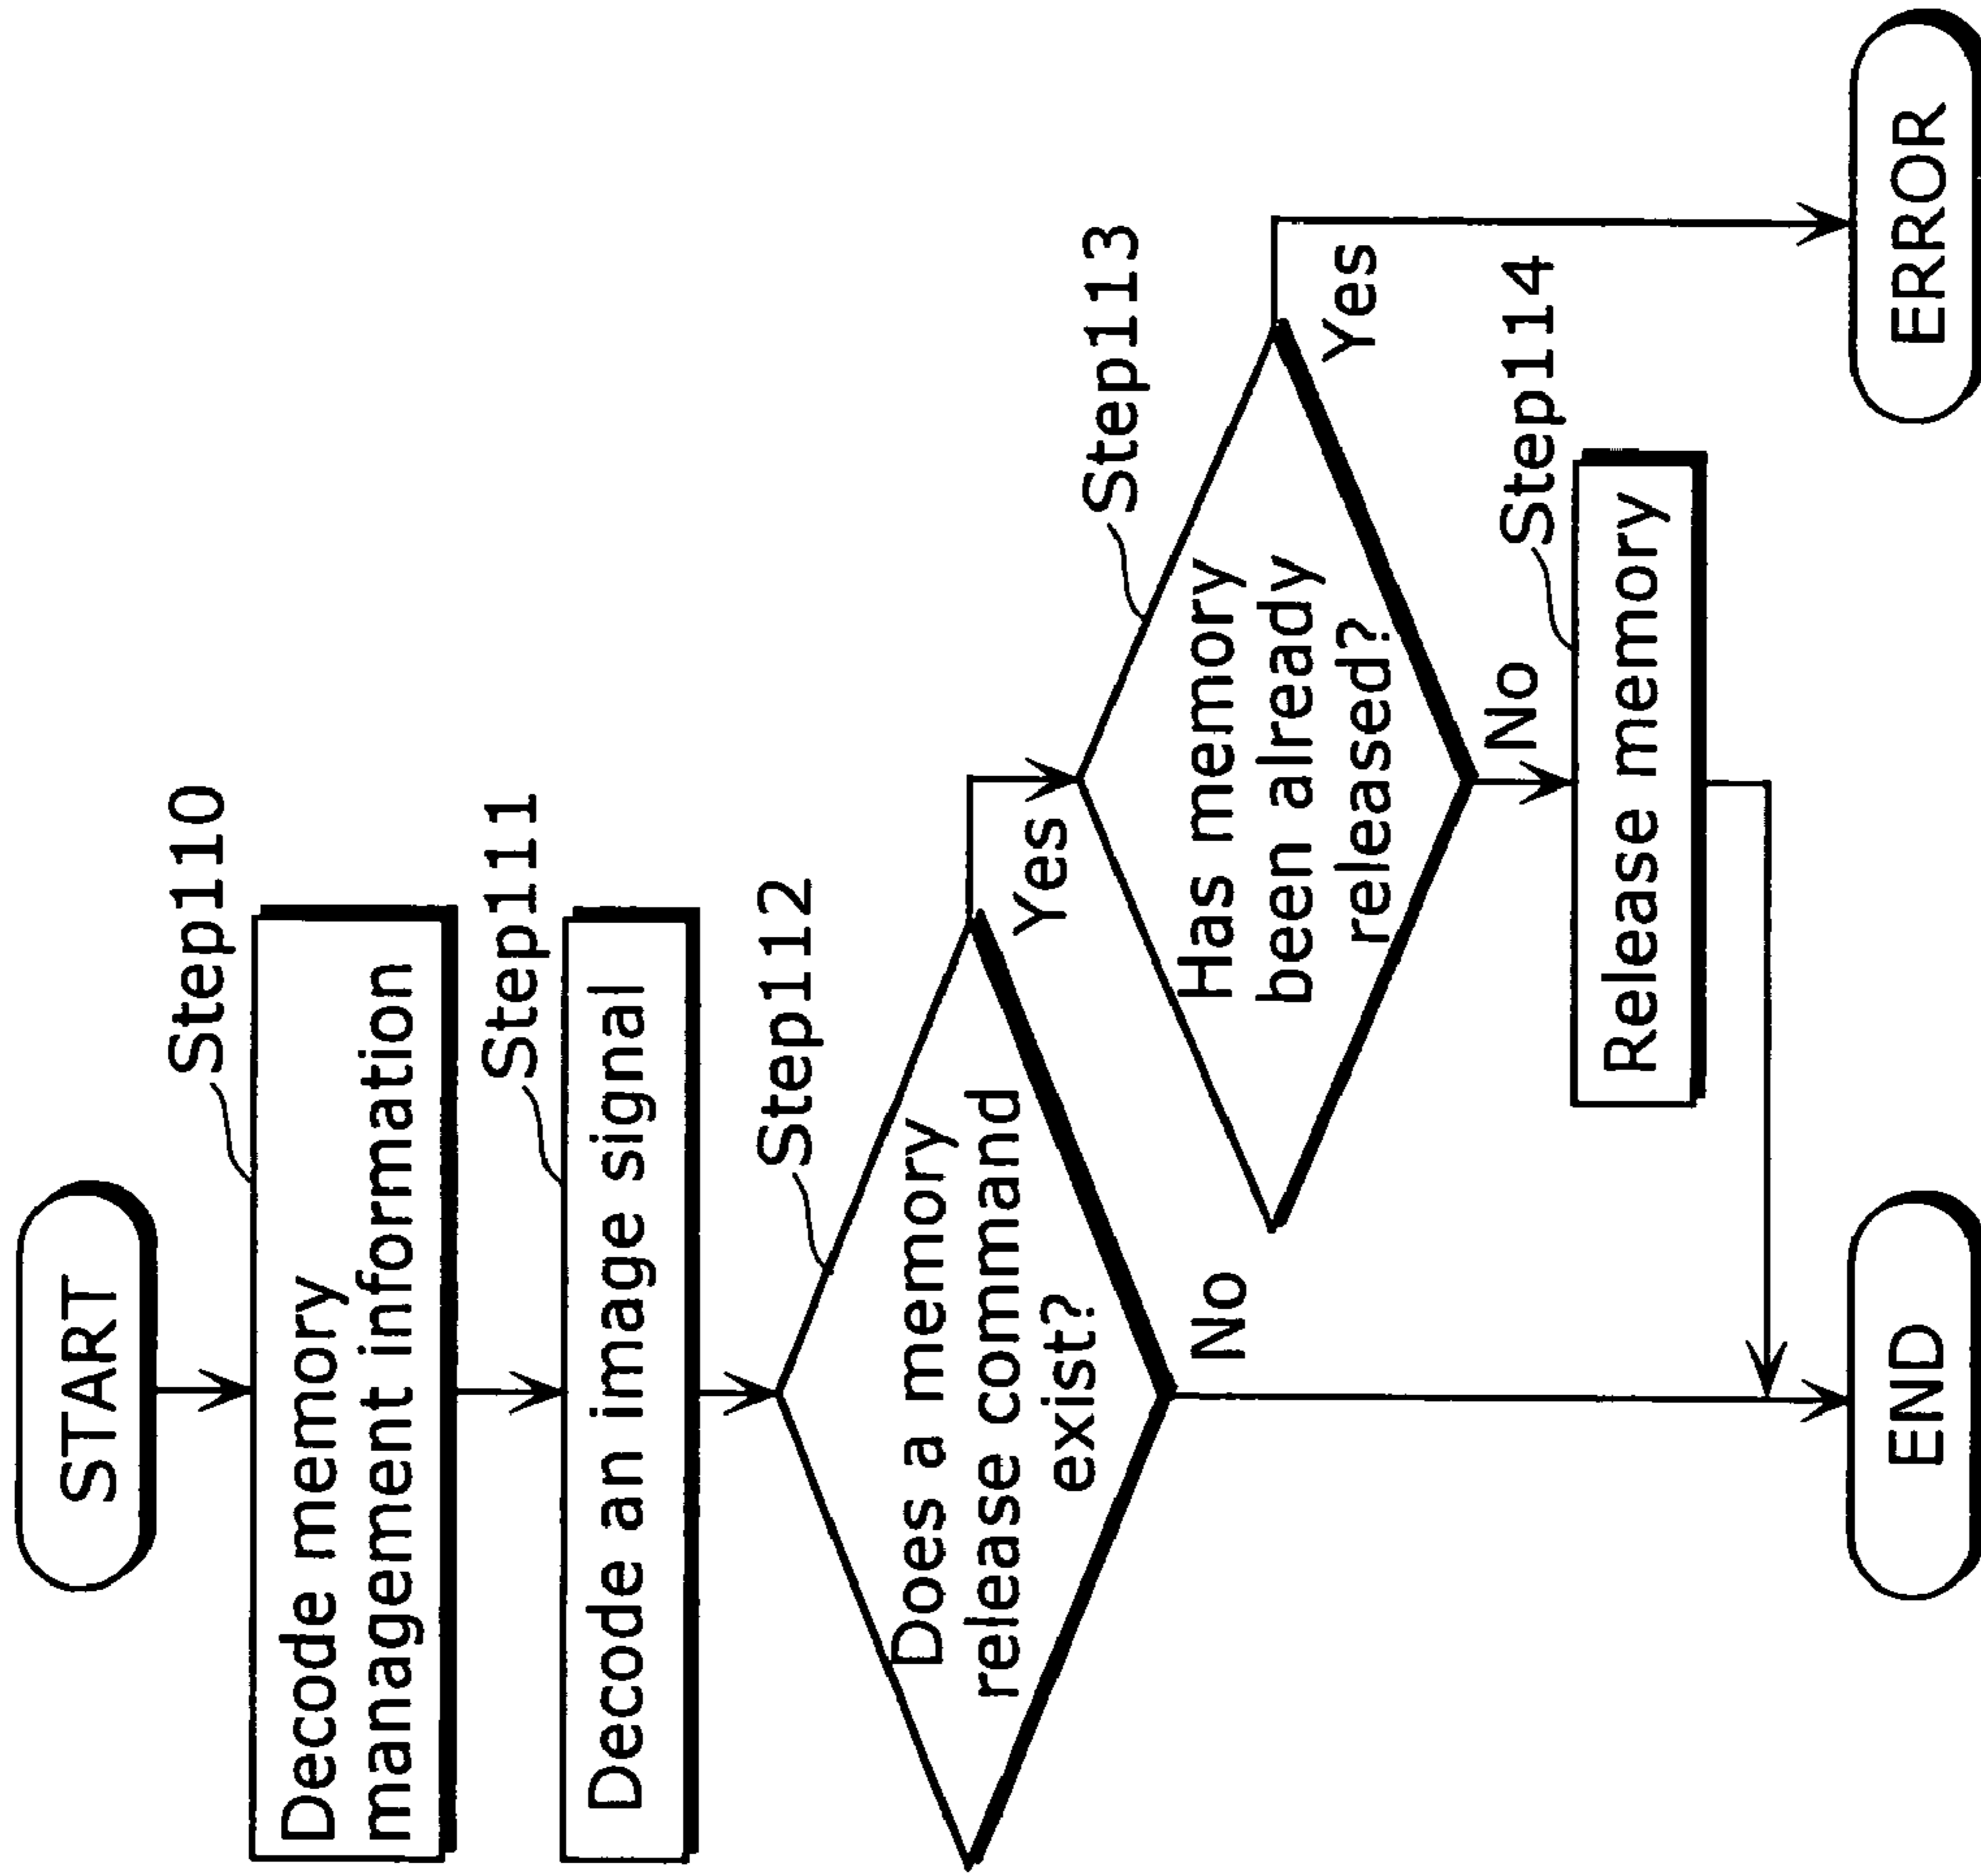 START
Step110
Decode memory
management information
Step111
Decode an image signal
Step112
Does a memory
release command
exist?
Yes
No
Step113
Has memory
been already
released?
Yes
No
Step114
Release memory
END
ERROR